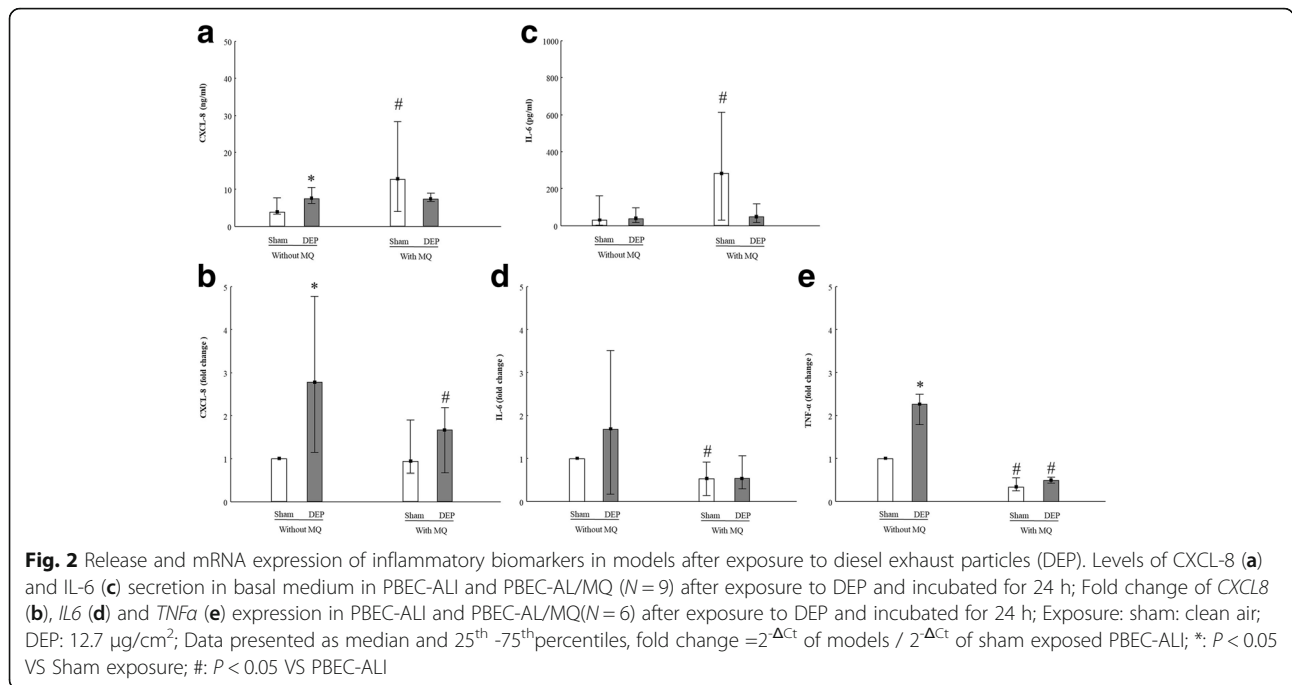 a
CXCL-8 (ng/ml)
50
40
30
20
10
0
*
#
Sham DEP Sham DEP
Without MQ With MQ
c
IL-6 (pg/ml)
1000
800
600
400
200
0
#
Sham DEP Sham DEP
Without MQ With MQ
b
CXCL-8 (fold change )
5
4
3
2
1
0
*
#
Sham DEP Sham DEP
Without MQ With MQ
d
IL-6 (fold change )
5
4
3
2
1
0
#
Sham DEP Sham DEP
Without MQ With MQ
e
TNF-α (fold change )
5
4
3
2
1
0
*
# #
Sham DEP Sham DEP
Without MQ With MQ
Fig. 2 Release and mRNA expression of inflammatory biomarkers in models after exposure to diesel exhaust particles (DEP). Levels of CXCL-8 (a)
and IL-6 (c) secretion in basal medium in PBEC-ALI and PBEC-AL/MQ (N = 9) after exposure to DEP and incubated for 24 h; Fold change of CXCL8
(b), IL6 (d) and TNFα (e) expression in PBEC-ALI and PBEC-AL/MQ(N = 6) after exposure to DEP and incubated for 24 h; Exposure: sham: clean air;
DEP: 12.7 μg/cm²; Data presented as median and 25th -75thpercentiles, fold change =2-ΔCt of models / 2-ΔCt of sham exposed PBEC-ALI; *: P < 0.05
VS Sham exposure; #: P < 0.05 VS PBEC-ALI